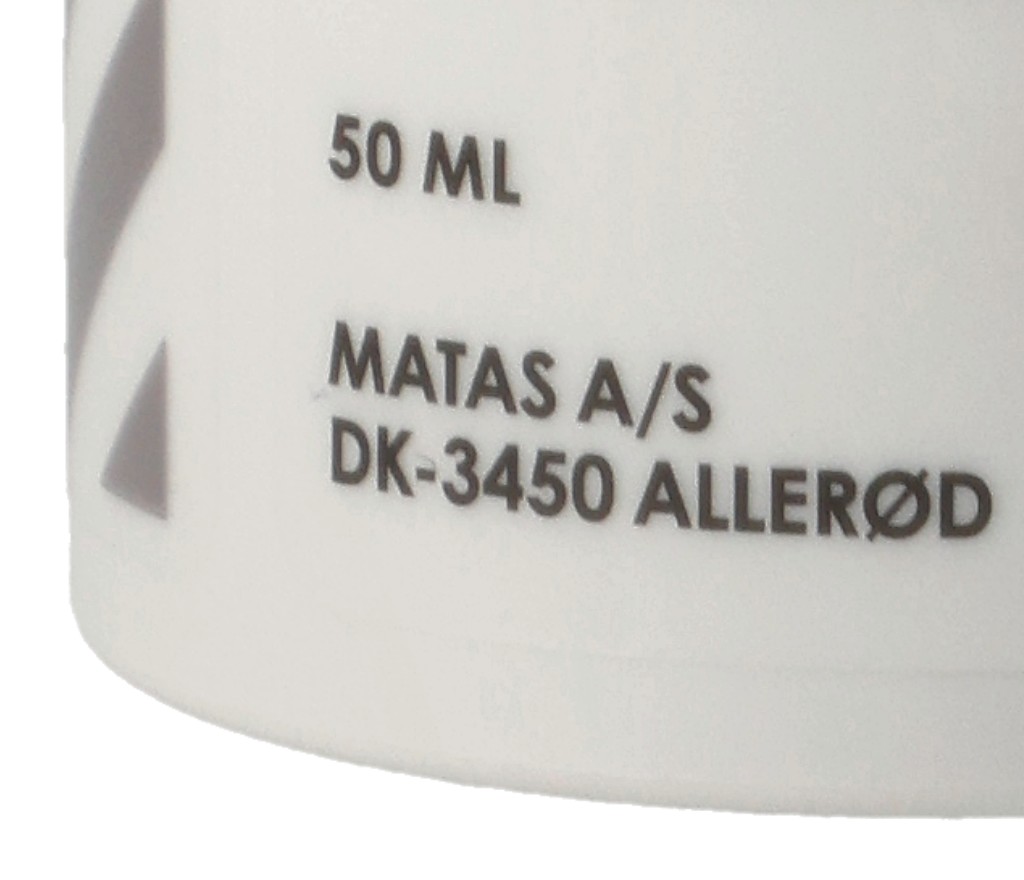 50 ML
MATAS A/S
DK-3450 ALLERØD